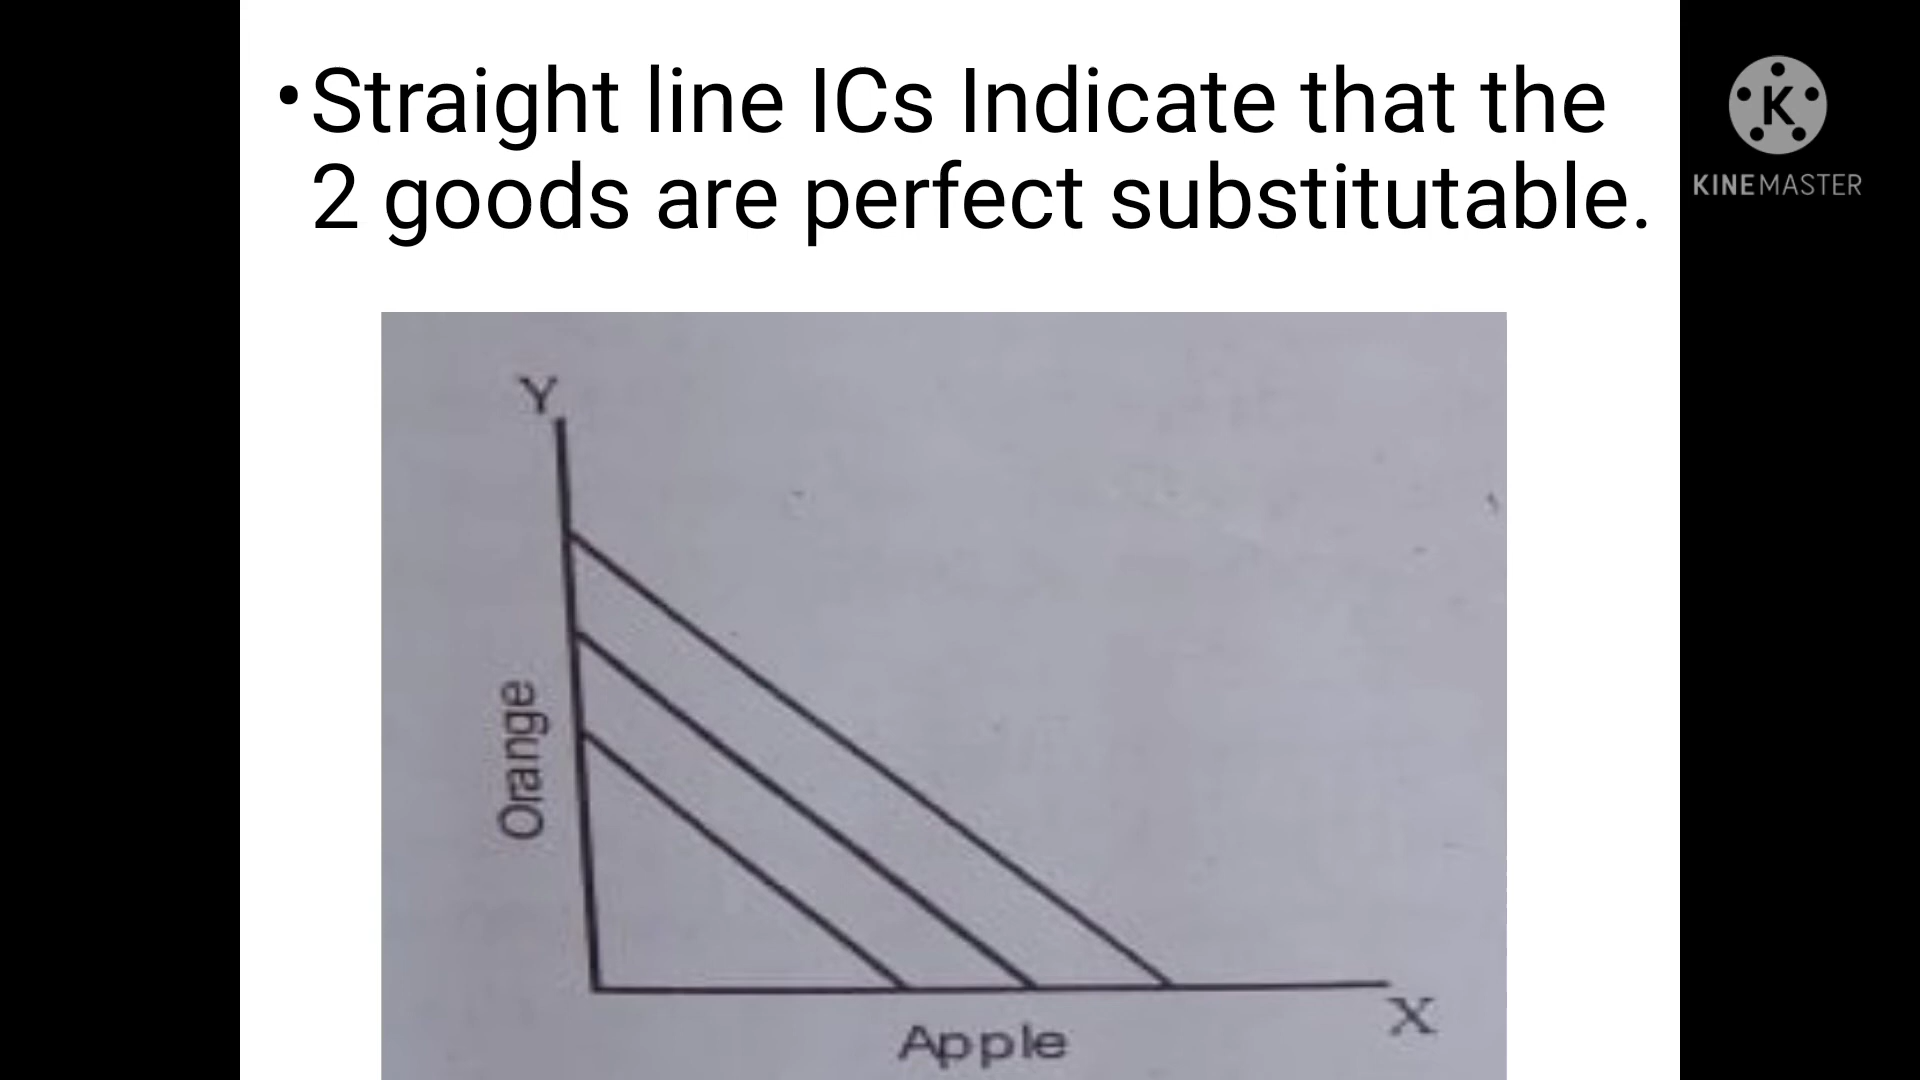 •Straight line ICs Indicate that the
2 goods are perfect substitutable.
K
KINEMASTER
Y
Orange
X
Apple